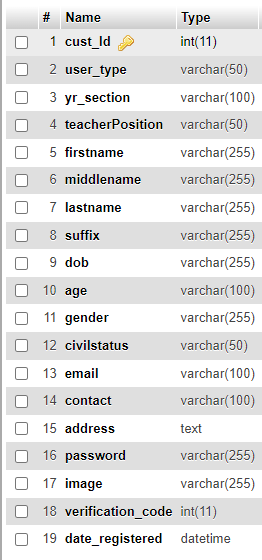 # Name Type
1 cust_Id int(11)
2 user_type varchar(50)
3 yr_section varchar(100)
4 teacherPosition varchar(50)
5 firstname varchar(255)
6 middlename varchar(255)
7 lastname varchar(255)
8 suffix varchar(255)
9 dob varchar(255)
10 age varchar(100)
11 gender varchar(255)
12 civilstatus varchar(50)
13 email varchar(100)
14 contact varchar(100)
15 address text
16 password varchar(255)
17 image varchar(255)
18 verification_code int(11)
19 date_registered datetime